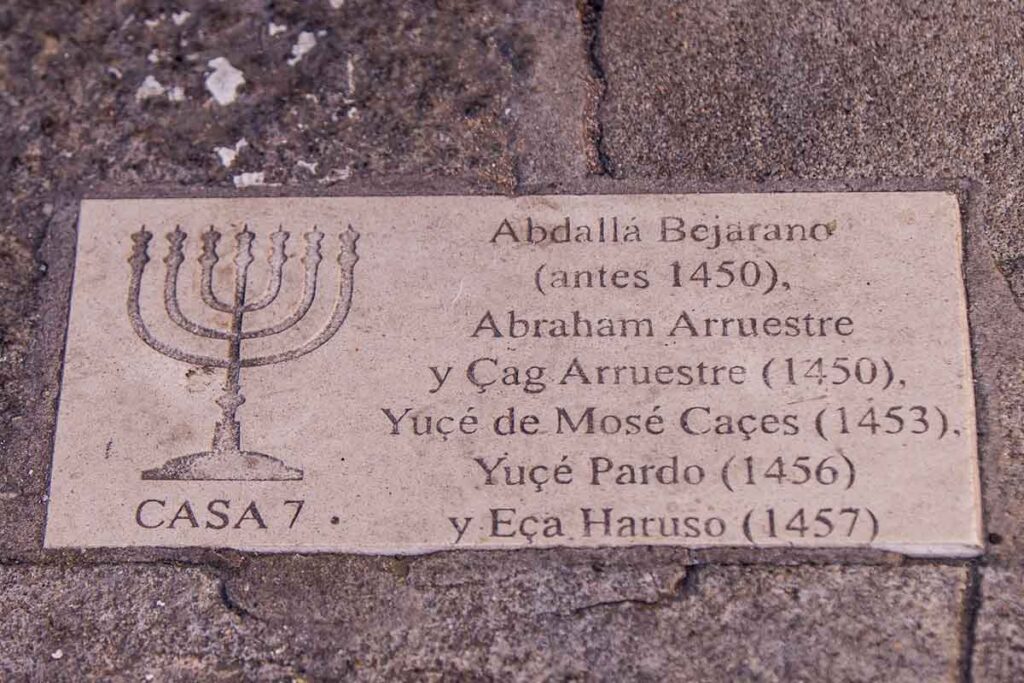 Abdallá Bejarano
(antes 1450),
Abraham Arruestre
y Çag Arruestre (1450),
Yuçé de Mosé Caçes (1453),
Yuçé Pardo (1456)
y Eça Haruso (1457)
CASA 7